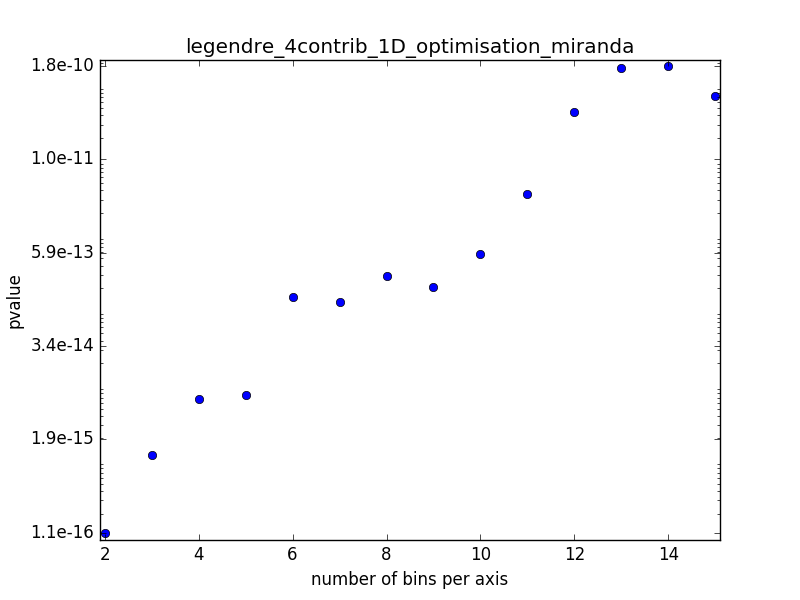 legendre_4contrib_1D_optimisation_miranda
1.8e-10
1.0e-11
5.9e-13
3.4e-14
1.9e-15
1.1e-16
pvalue
2 4 6 8 10 12 14
number of bins per axis